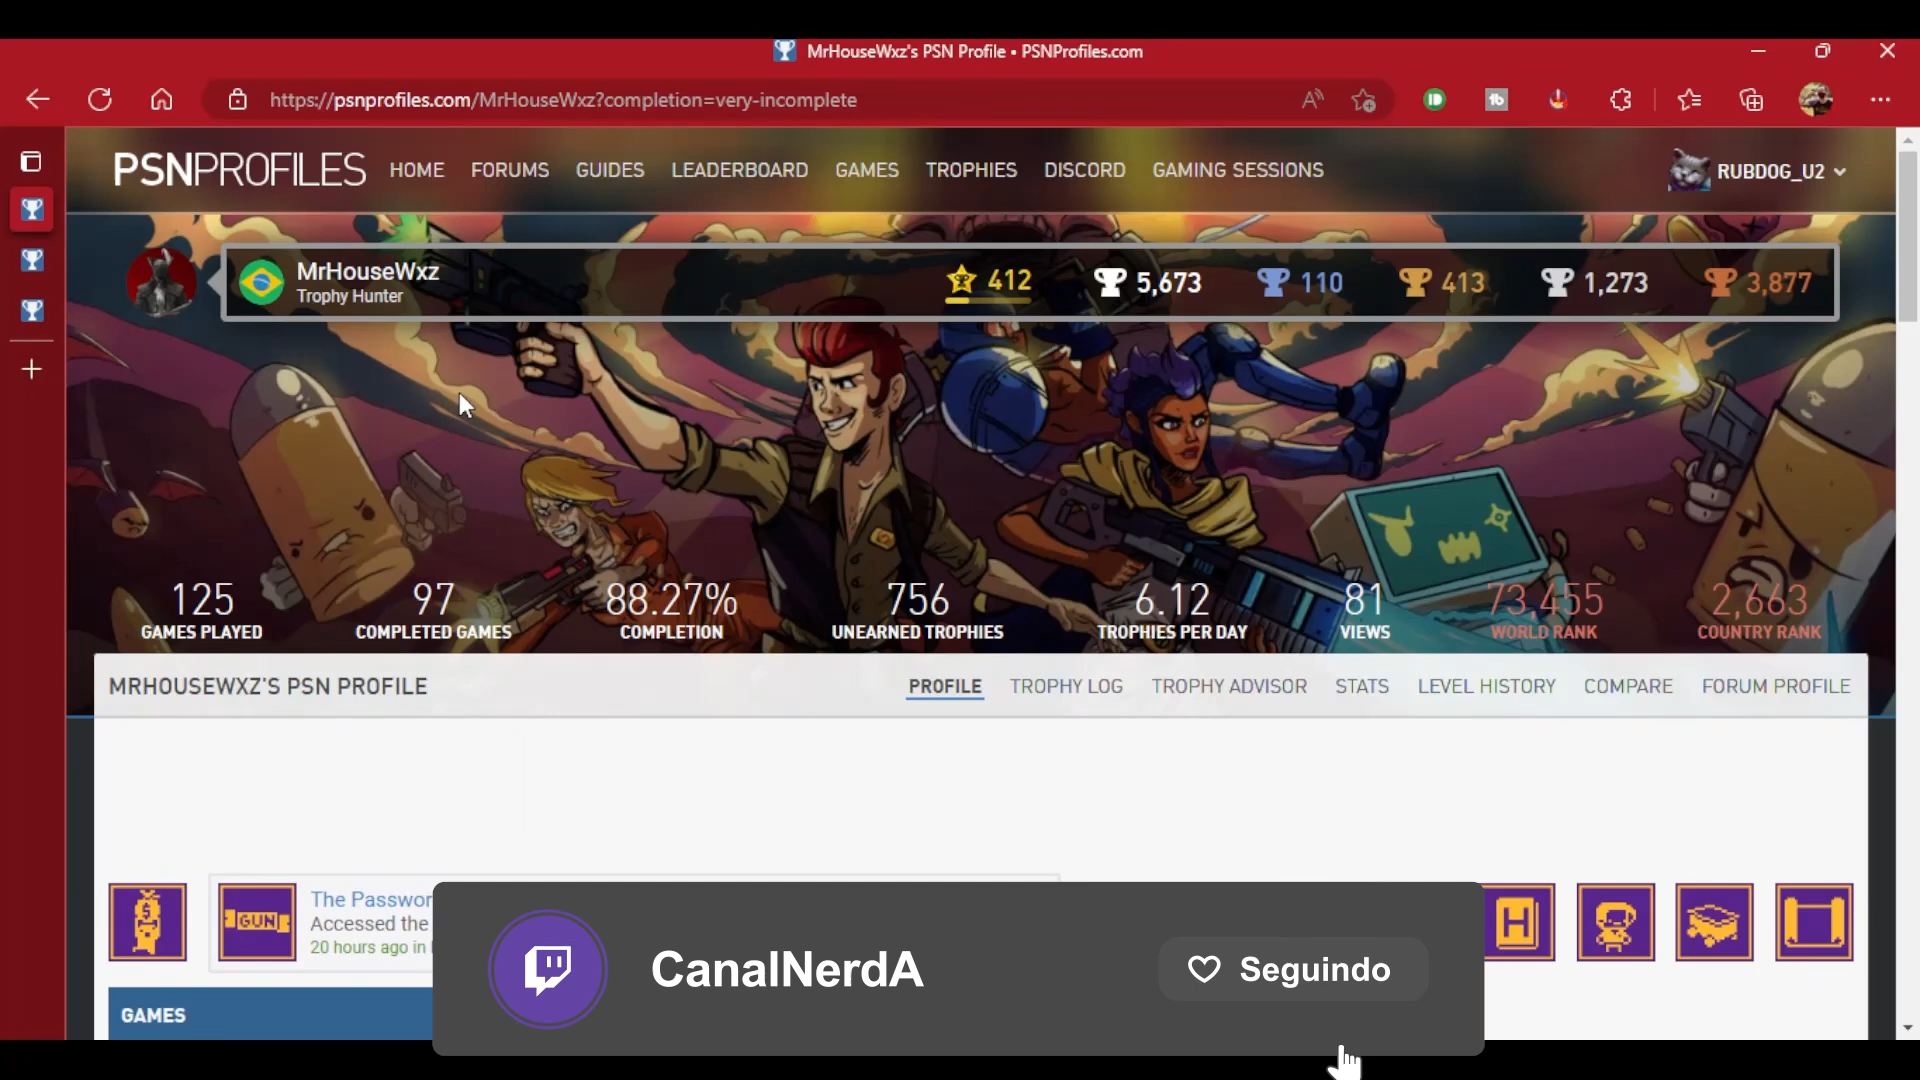 MrHouseWxz's PSN Profile • PSNProfiles.com
https://psnprofiles.com/MrHouseWxz?completion=very-incomplete
PSNPROFILES HOME FORUMS GUIDES LEADERBOARD GAMES TROPHIES DISCORD GAMING SESSIONS RUBDOG_U2
MrHouseWxz
Trophy Hunter
412 5,673 110 413 1,273 3,877
125 97 88.27% 756 6.12 81 73,455 2,663
GAMES PLAYED COMPLETED GAMES COMPLETION UNEARNED TROPHIES TROPHIES PER DAY VIEWS WORLD RANK COUNTRY RANK
MRHOUSEWXZ'S PSN PROFILE PROFILE TROPHY LOG TROPHY ADVISOR STATS LEVEL HISTORY COMPARE FORUM PROFILE
GUN
The Passwor
Accessed the
20 hours ago in
H
CanalNerdA Seguindo
GAMES